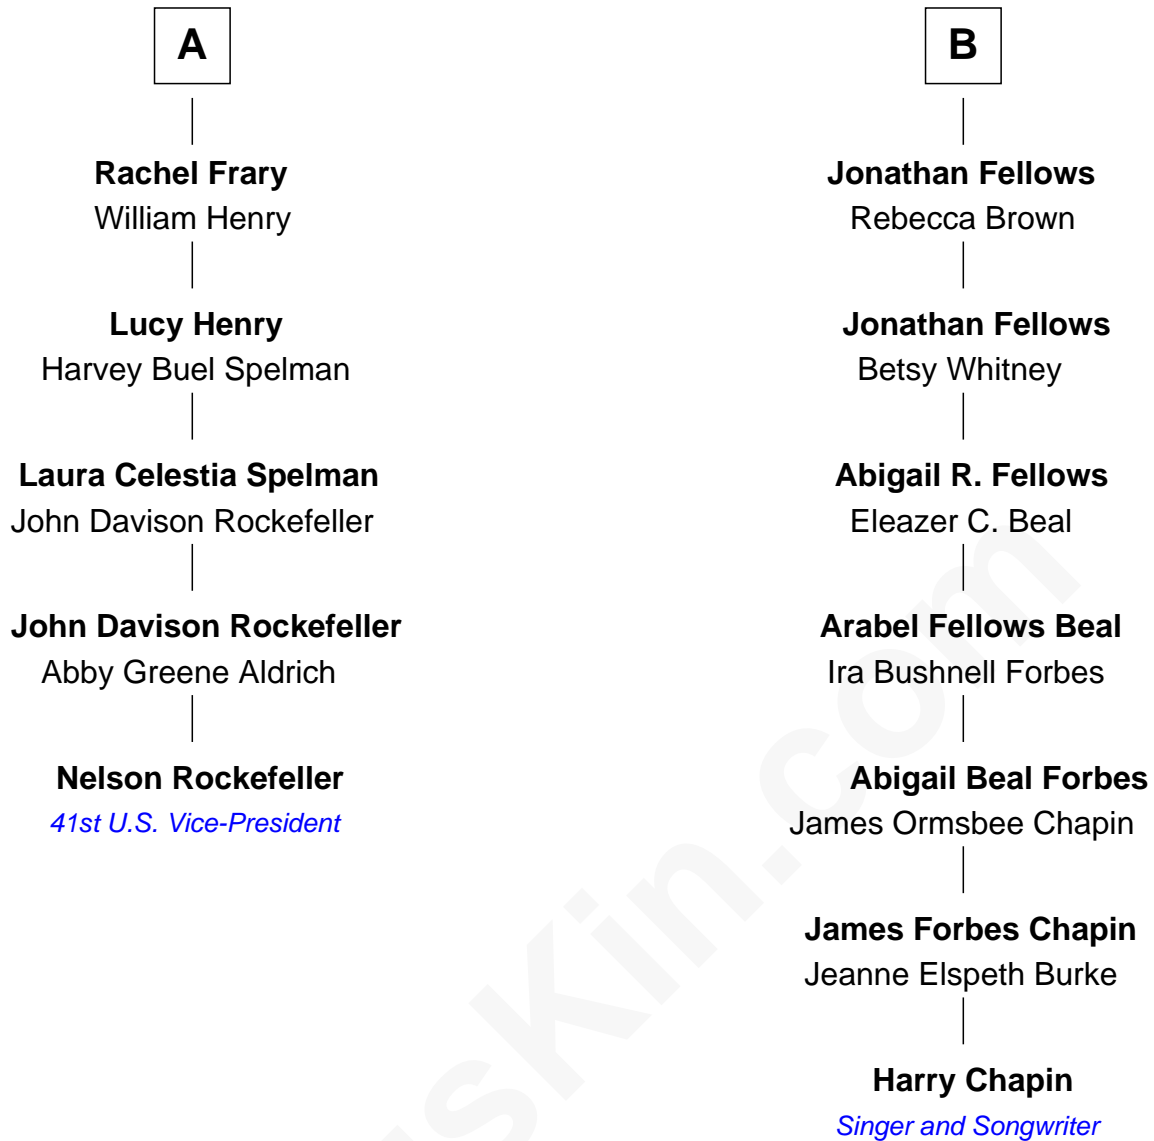 A
Rachel Frary
William Henry
Lucy Henry
Harvey Buel Spelman
Laura Celestia Spelman
John Davison Rockefeller
John Davison Rockefeller
Abby Greene Aldrich
Nelson Rockefeller
41st U.S. Vice-President
B
Jonathan Fellows
Rebecca Brown
Jonathan Fellows
Betsy Whitney
Abigail R. Fellows
Eleazer C. Beal
Arabel Fellows Beal
Ira Bushnell Forbes
Abigail Beal Forbes
James Ormsbee Chapin
James Forbes Chapin
Jeanne Elspeth Burke
Harry Chapin
Singer and Songwriter
usKin.com